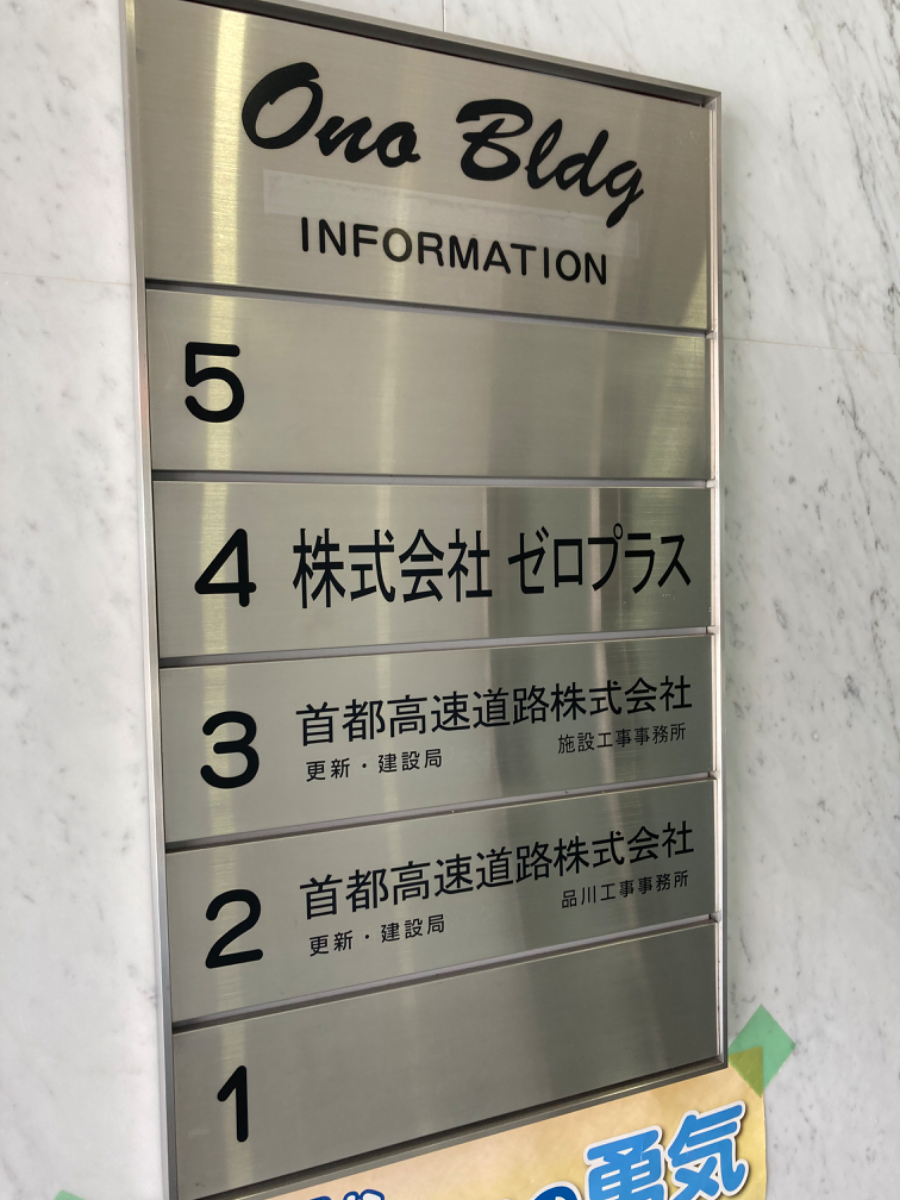 Ono Bldg
INFORMATION
5
4 株式会社 ゼロプラス
3 首都高速道路株式会社
更新・建設局 施設工事事務所
2 首都高速道路株式会社
更新・建設局 品川工事事務所
1
の勇気